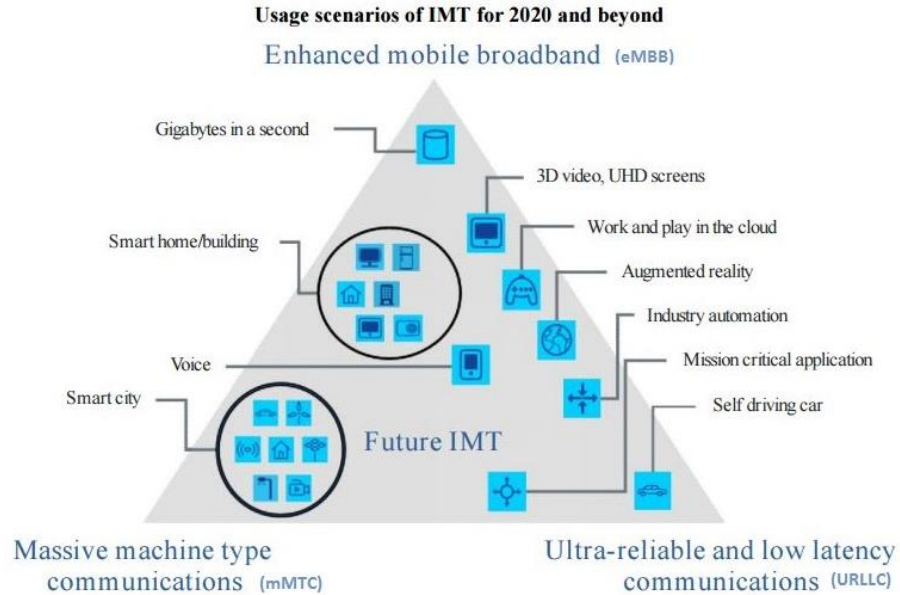 Usage scenarios of IMT for 2020 and beyond
Enhanced mobile broadband (eMBB)
Gigabytes in a second
3D video, UHD screens
Work and play in the cloud
Smart home/building
Augmented reality
Industry automation
Mission critical application
Voice
Smart city
Self driving car
Future IMT
Massive machine type
communications (mMTC)
Ultra-reliable and low latency
communications (URLLC)